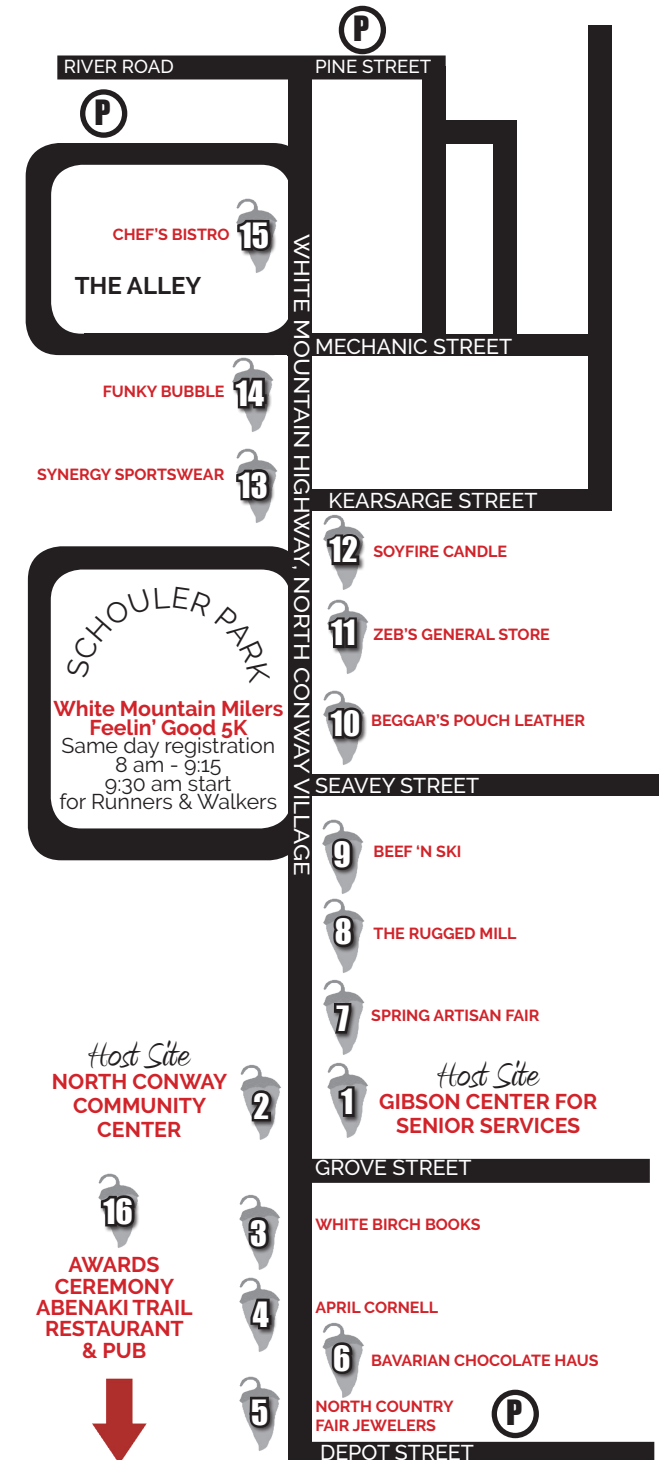 P
RIVER ROAD
PINE STREET
P
CHEF'S BISTRO
15
THE ALLEY
WHITE MOUNTAIN HIGHWAY, NORTH CONWAY VILLAGE
MECHANIC STREET
FUNKY BUBBLE
14
SYNERGY SPORTSWEAR
13
KEARSARGE STREET
12
SOYFIRE CANDLE
SCHOULER PARK
White Mountain Milers
Feelin' Good 5K
Same day registration
8 am - 9:15
9:30 am start
for Runners & Walkers
11
ZEB'S GENERAL STORE
10
BEGGAR'S POUCH LEATHER
SEAVEY STREET
9
BEEF 'N SKI
8
THE RUGGED MILL
7
SPRING ARTISAN FAIR
Host Site
NORTH CONWAY
COMMUNITY
CENTER
2
1
Host Site
GIBSON CENTER FOR
SENIOR SERVICES
GROVE STREET
16
AWARDS
CEREMONY
ABENAKI TRAIL
RESTAURANT
& PUB
3
WHITE BIRCH BOOKS
4
APRIL CORNELL
6
BAVARIAN CHOCOLATE HAUS
5
NORTH COUNTRY
FAIR JEWELERS
P
DEPOT STREET